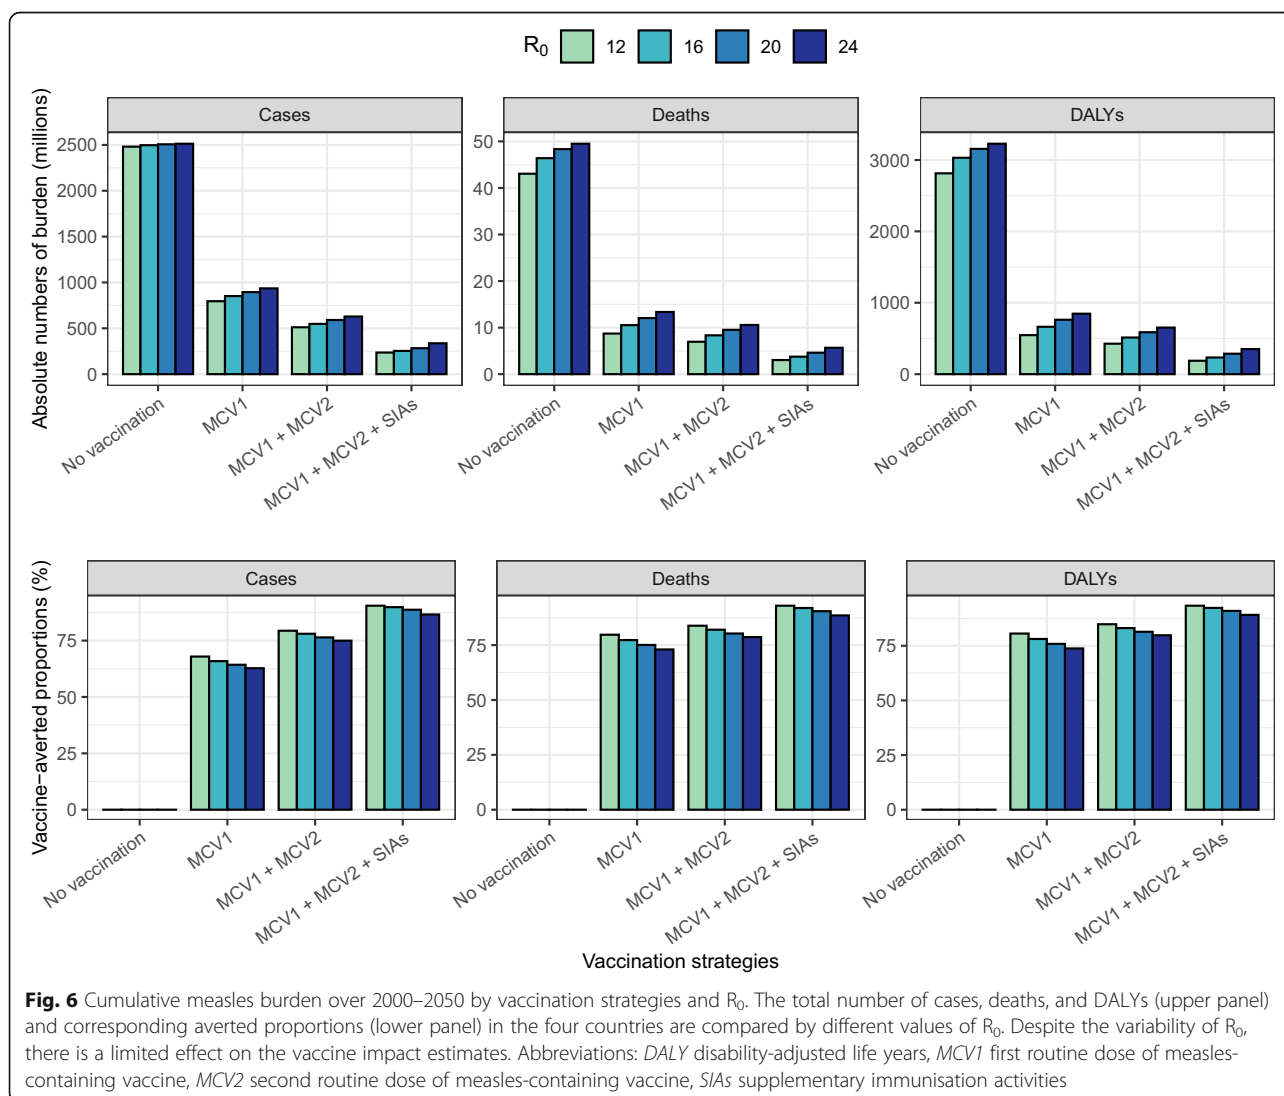 R0 12 16 20 24
Cases Deaths DALYs
Absolute numbers of burden (millions)
2500
2000
1500
1000
500
0
50
40
30
20
10
0
3000
2000
1000
0
No vaccination
MCV1
MCV1 + MCV2
MCV1 + MCV2 + SIAs
No vaccination
MCV1
MCV1 + MCV2
MCV1 + MCV2 + SIAs
No vaccination
MCV1
MCV1 + MCV2
MCV1 + MCV2 + SIAs
Cases Deaths DALYs
Vaccine−averted proportions (%)
75
50
25
0
75
50
25
0
75
50
25
0
No vaccination
MCV1
MCV1 + MCV2
MCV1 + MCV2 + SIAs
No vaccination
MCV1
MCV1 + MCV2
MCV1 + MCV2 + SIAs
No vaccination
MCV1
MCV1 + MCV2
MCV1 + MCV2 + SIAs
Vaccination strategies
Fig. 6 Cumulative measles burden over 2000–2050 by vaccination strategies and R0. The total number of cases, deaths, and DALYs (upper panel)
and corresponding averted proportions (lower panel) in the four countries are compared by different values of R0. Despite the variability of R0,
there is a limited effect on the vaccine impact estimates. Abbreviations: DALY disability-adjusted life years, MCV1 first routine dose of measles-
containing vaccine, MCV2 second routine dose of measles-containing vaccine, SIAs supplementary immunisation activities